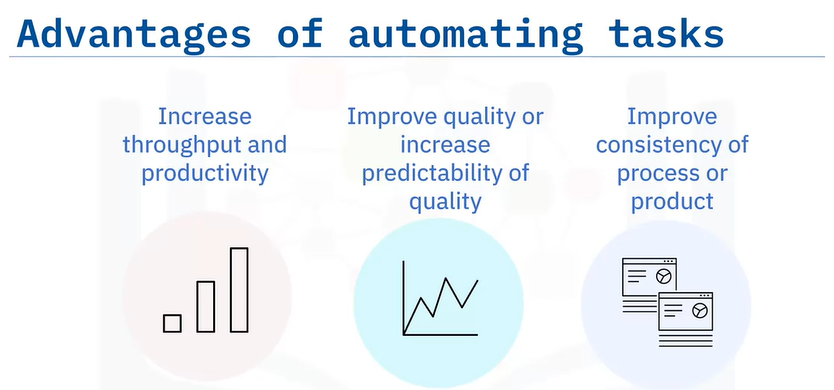 Advantages of automating tasks
Increase
throughput and
productivity
Improve quality or
increase
predictability of
quality
Improve
consistency of
process or
product